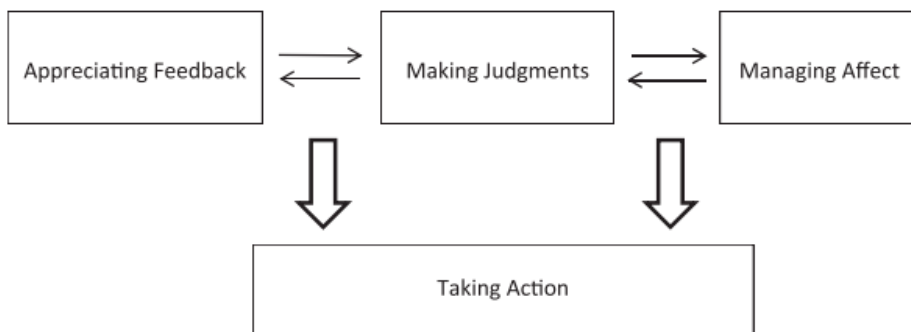 Appreciating Feedback
Making Judgments
Managing Affect
Taking Action